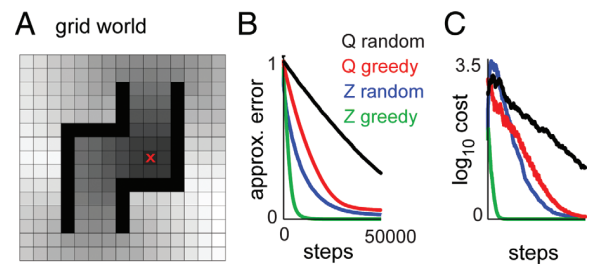 A grid world
x
B
Q random
Q greedy
Z random
Z greedy
1
approx. error
0
0 50000
steps
C
3.5
log10 cost
0
steps